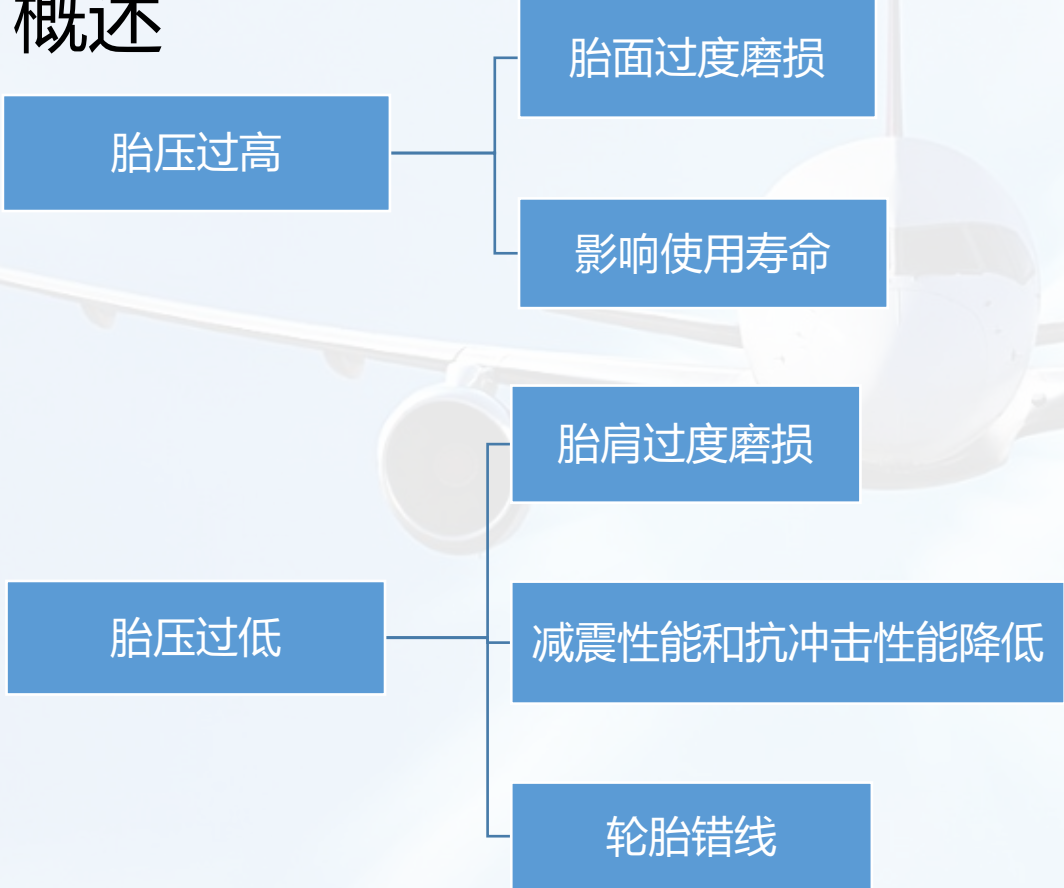 概述
胎压过高
胎面过度磨损
影响使用寿命
胎压过低
胎肩过度磨损
减震性能和抗冲击性能降低
轮胎错线